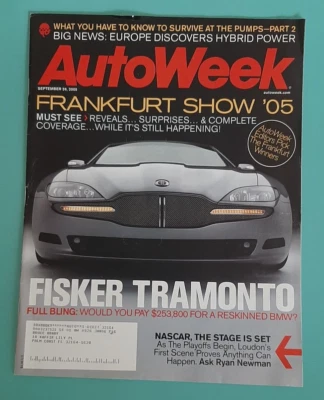 WHAT YOU HAVE TO KNOW TO SURVIVE AT THE PUMPS–PART 2
BIG NEWS: EUROPE DISCOVERS HYBRID POWER
AutoWeek
autoweek.com
FRANKFURT SHOW '05
MUST SEE > REVEALS... SURPRISES... & COMPLETE
COVERAGE... WHILE IT'S STILL HAPPENING!
AutoWeek
Editors Pick
The Frankfurt
Winners
FISKER TRAMONTO
FULL BLING: WOULD YOU PAY $253,800 FOR A RESKINNED BMW?
NASCAR, THE STAGE IS SET
As The Playoffs Begin, Loudon's
First Scene Proves Anything Can
Happen. Ask Ryan Newman